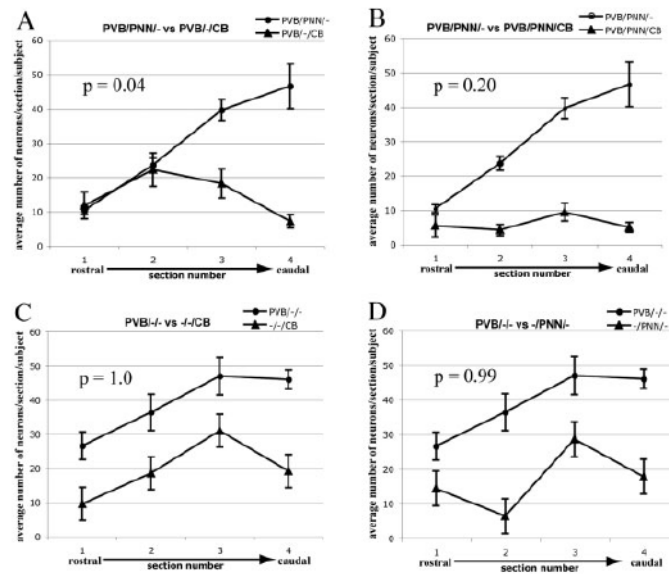 A
PVB/PNN/- vs PVB/-/CB
PVB/PNN/-
PVB/-/CB
p = 0.04
average number of neurons/section/subject
60
50
40
30
20
10
0
1 2 3 4
rostral section number caudal
B
PVB/PNN/- vs PVB/PNN/CB
PVB/PNN/-
PVB/PNN/CB
p = 0.20
average number of neurons/section/subject
60
50
40
30
20
10
0
1 2 3 4
rostral section number caudal
C
PVB/-/- vs -/-/CB
PVB/-/-
-/-/CB
p = 1.0
average number of neurons/section/subject
60
50
40
30
20
10
0
1 2 3 4
rostral section number caudal
D
PVB/-/- vs -/PNN/-
PVB/-/-
-/PNN/-
p = 0.99
average number of neurons/section/subject
60
50
40
30
20
10
0
1 2 3 4
rostral section number caudal